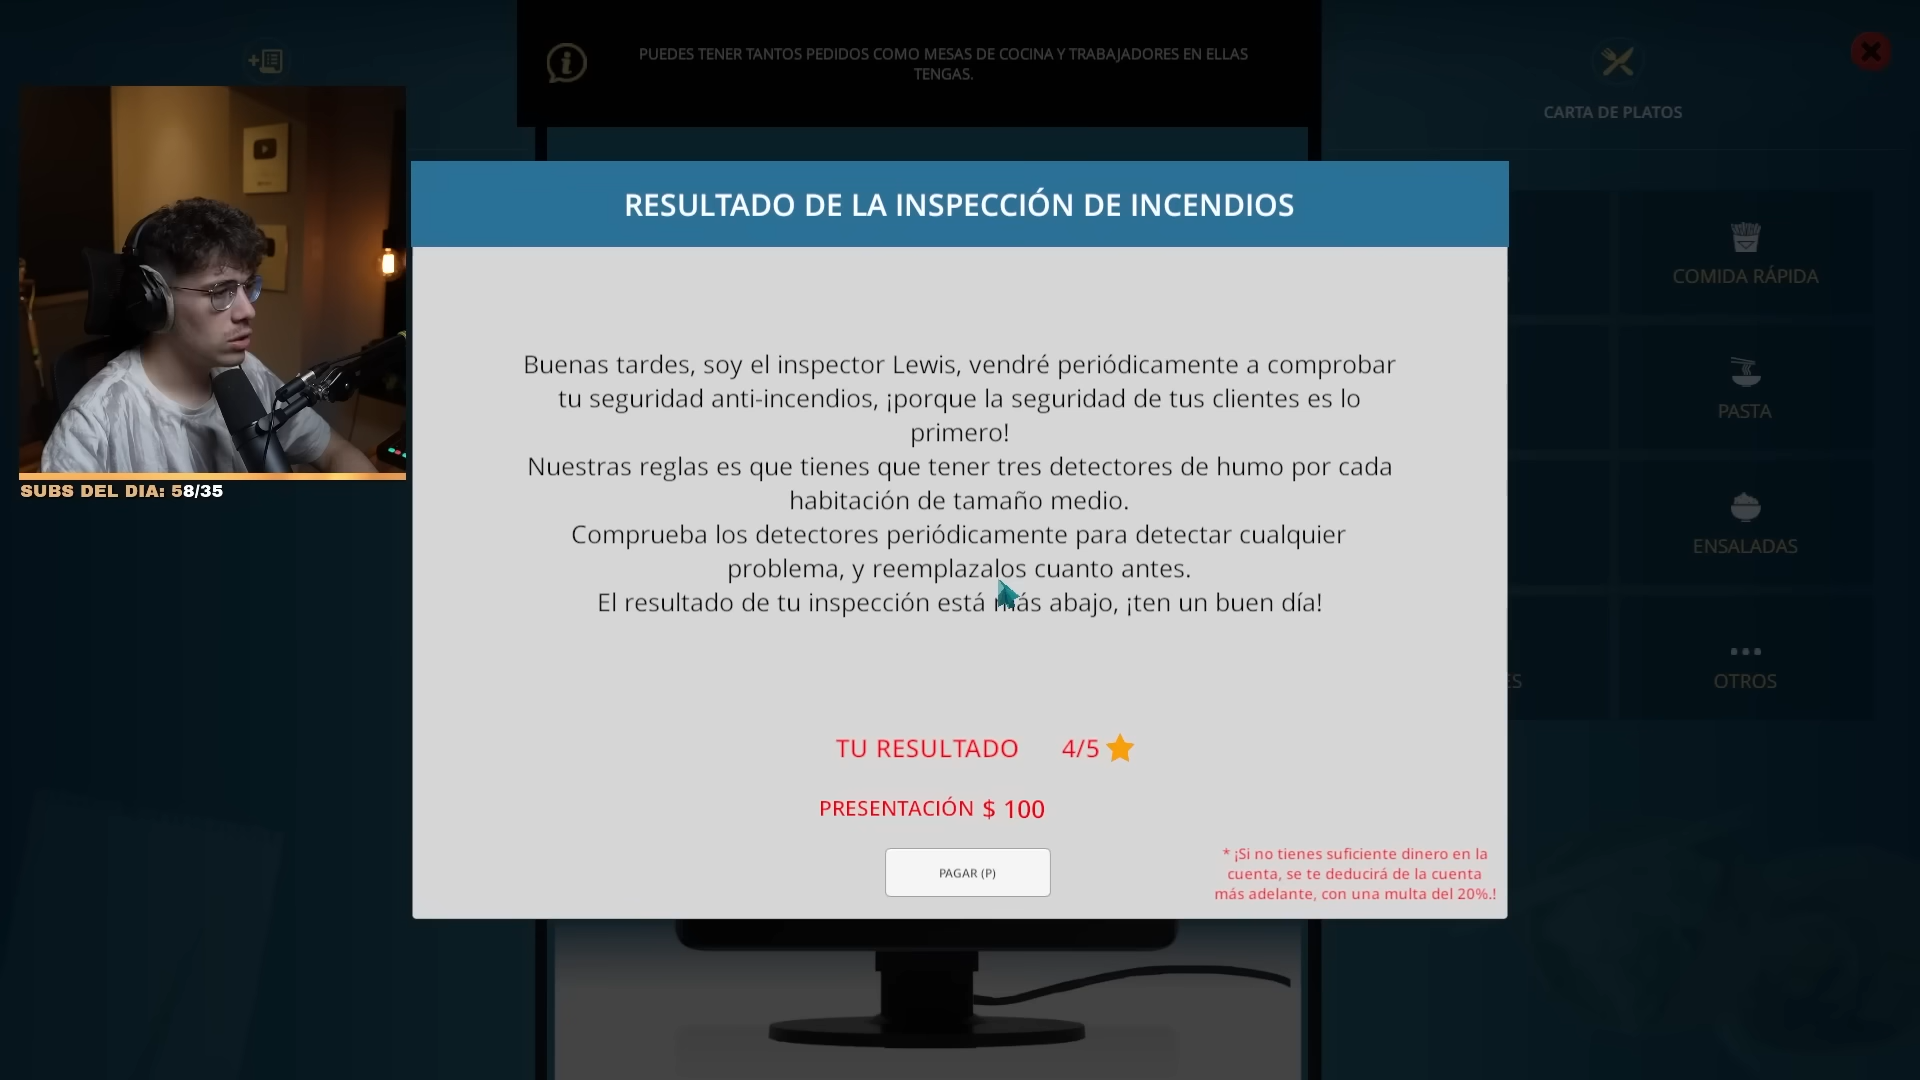 PUEDES TENER TANTOS PEDIDOS COMO MESAS DE COCINA Y TRABAJADORES EN ELLAS
TENGAS.
CARTA DE PLATOS
RESULTADO DE LA INSPECCIÓN DE INCENDIOS
COMIDA RÁPIDA
Buenas tardes, soy el inspector Lewis, vendré periódicamente a comprobar
tu seguridad anti-incendios, ¡porque la seguridad de tus clientes es lo
primero!
Nuestras reglas es que tienes que tener tres detectores de humo por cada
habitación de tamaño medio.
Comprueba los detectores periódicamente para detectar cualquier
problema, y reemplazalos cuanto antes.
El resultado de tu inspección está más abajo, ¡ten un buen día!
PASTA
SUBS DEL DIA: 58/35
ENSALADAS
ES
OTROS
TU RESULTADO 4/5
PRESENTACIÓN $ 100
PAGAR (P)
* ¡Si no tienes suficiente dinero en la
cuenta, se te deducirá de la cuenta
más adelante, con una multa del 20%.!